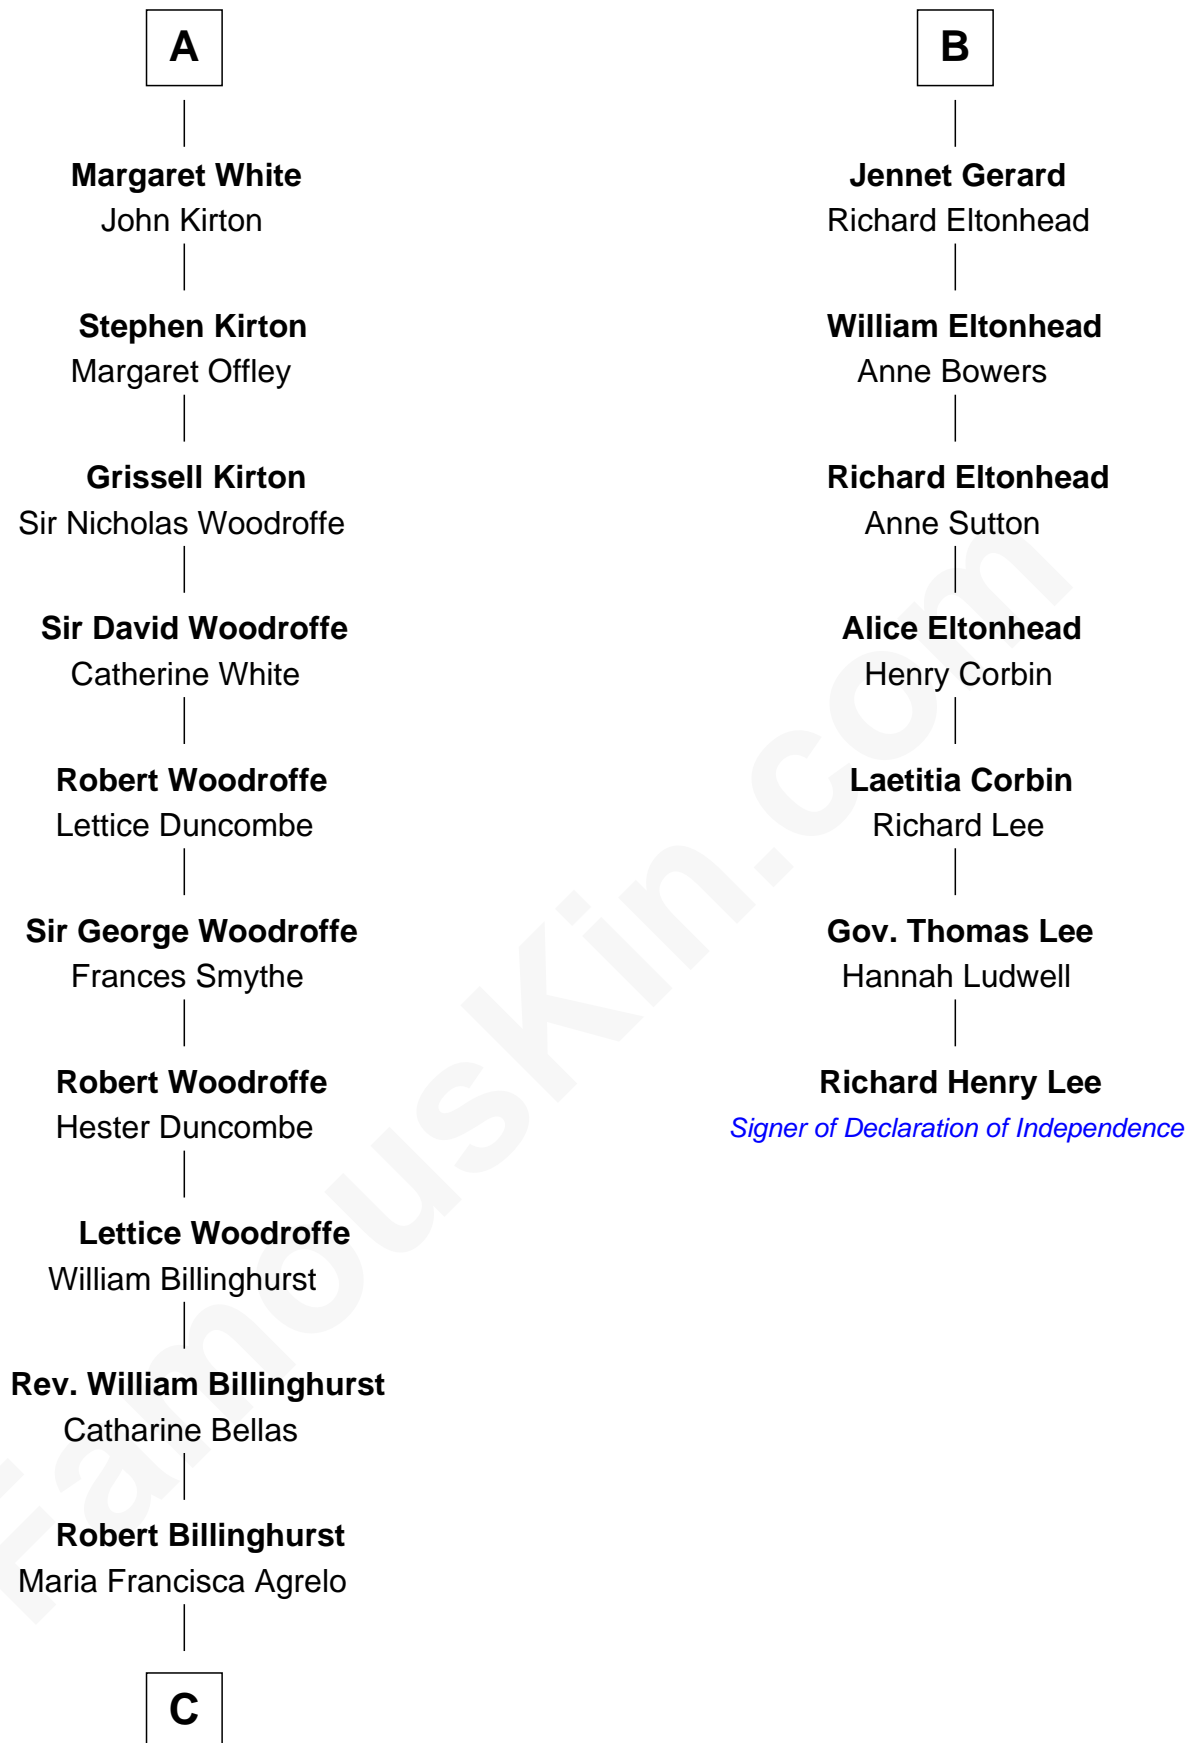 A
Margaret White
John Kirton
Stephen Kirton
Margaret Offley
Grissell Kirton
Sir Nicholas Woodroffe
Sir David Woodroffe
Catherine White
Robert Woodroffe
Lettice Duncombe
Sir George Woodroffe
Frances Smythe
Robert Woodroffe
Hester Duncombe
Lettice Woodroffe
William Billinghurst
Rev. William Billinghurst
Catharine Bellas
Robert Billinghurst
Maria Francisca Agrelo
C
B
Jennet Gerard
Richard Eltonhead
William Eltonhead
Anne Bowers
Richard Eltonhead
Anne Sutton
Alice Eltonhead
Henry Corbin
Laetitia Corbin
Richard Lee
Gov. Thomas Lee
Hannah Ludwell
Richard Henry Lee
Signer of Declaration of Independence
FamousKin.com